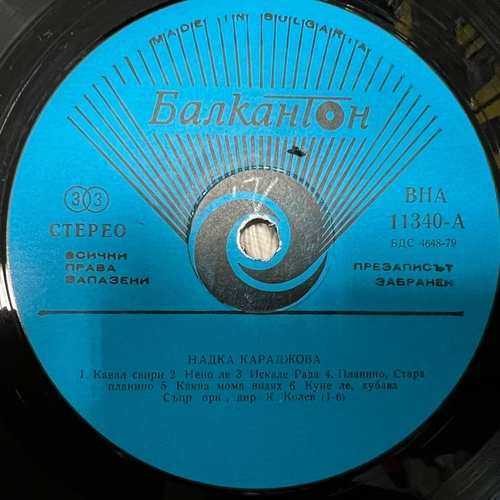 MADE IN BULGARIA
Балкантон
33
СТЕРЕО
ВНА
11340-А
БДС 4648-79
ВСИЧКИ
ПРАВА
ЗАПАЗЕНИ
ПРЕЗАПИСЪТ
ЗАБРАНЕН
НАДКА КАРАДЖОВА
1. Кавал свири 2. Нено ле 3. Искале Рада 4. Планино, Стара
планино 5 Каква мома видях 6. Куне ле, хубава
Съпр. орк., дир. К. Колев (1-6)